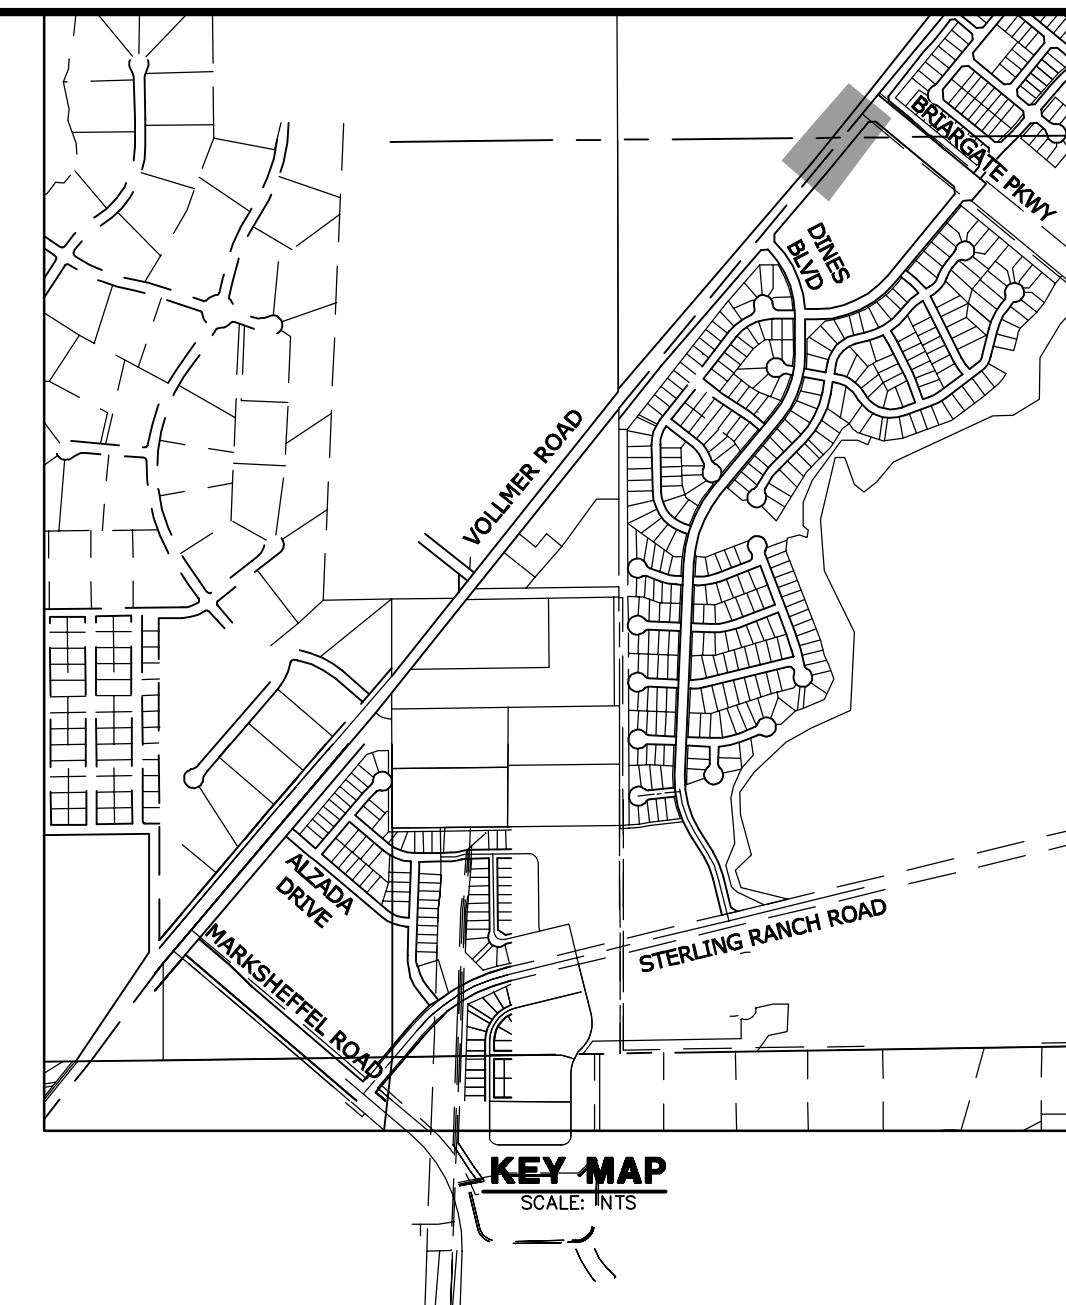 BRIARGATE PKWY
DINES
BLVD
VOLLMER ROAD
ALZADA
DRIVE
STERLING RANCH ROAD
MARKSHEFFEL ROAD
KEY MAP
SCALE: NTS